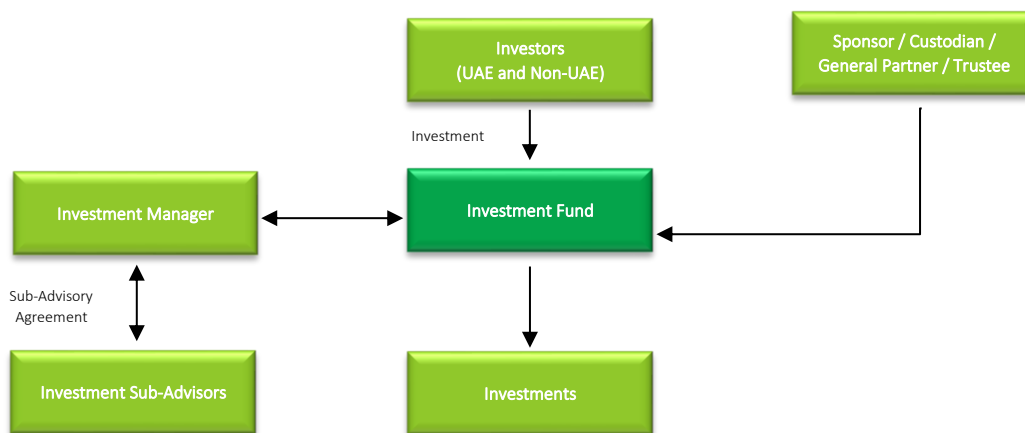 Investors
(UAE and Non-UAE)
Sponsor / Custodian /
General Partner / Trustee
Investment
Investment Manager
Investment Fund
Sub-Advisory
Agreement
Investment Sub-Advisors
Investments